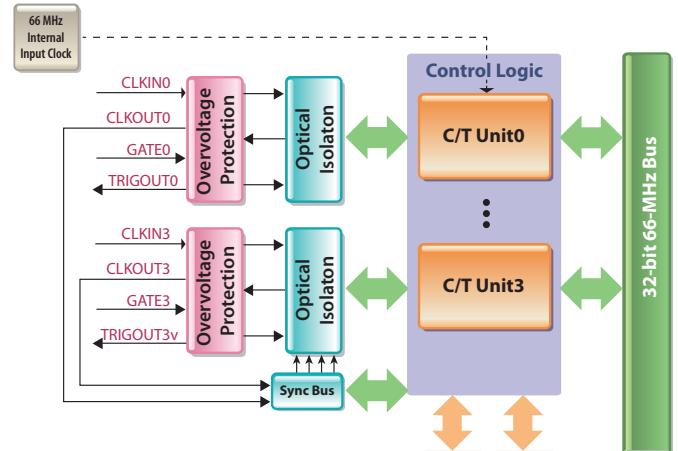 66 MHz
Internal
Input Clock
CLKIN0
CLKOUT0
GATE0
TRIGOUT0
Overvoltage
Protection
Optical
Isolaton
Control Logic
C/T Unit0
C/T Unit3
32-bit 66-MHz Bus
CLKIN3
CLKOUT3
GATE3
TRIGOUT3v
Overvoltage
Protection
Optical
Isolaton
Sync Bus